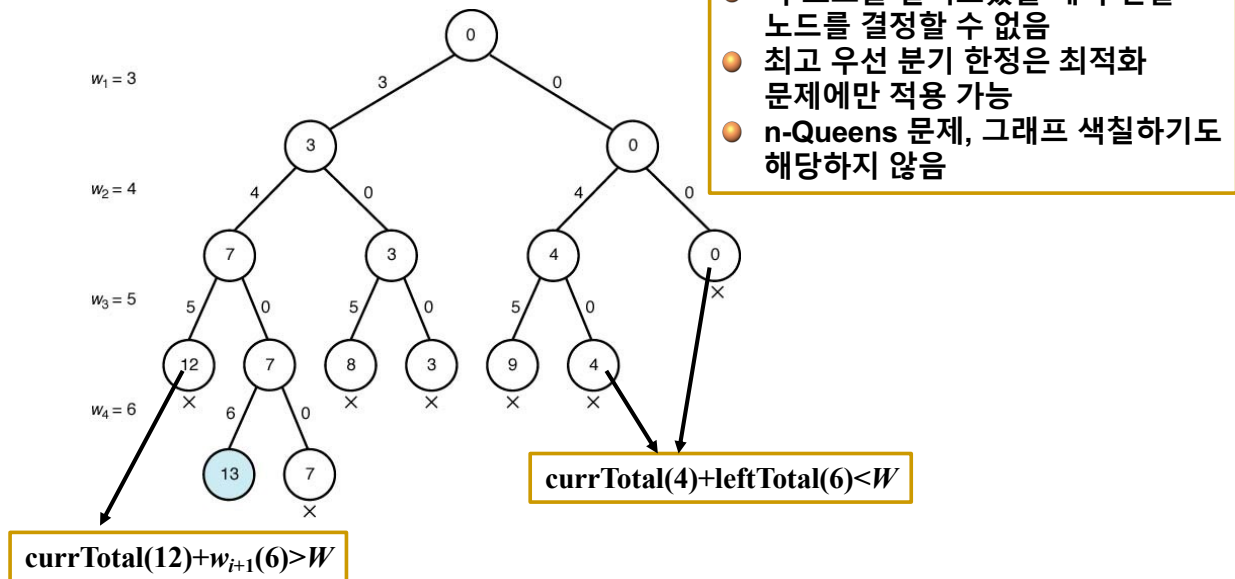 노드를 결정할 수 없음
최고 우선 분기 한정은 최적화
문제에만 적용 가능
n-Queens 문제, 그래프 색칠하기도
해당하지 않음
0
w1 = 3
3 0
3 0
w2 = 4
4 0 4 0
7 3 4 0
×
w3 = 5
5 0 5 0 5 0
12 7 8 3 9 4
× × × × ×
w4 = 6
6 0
13 7
×
currTotal(4)+leftTotal(6)<W
currTotal(12)+wi+1(6)>W